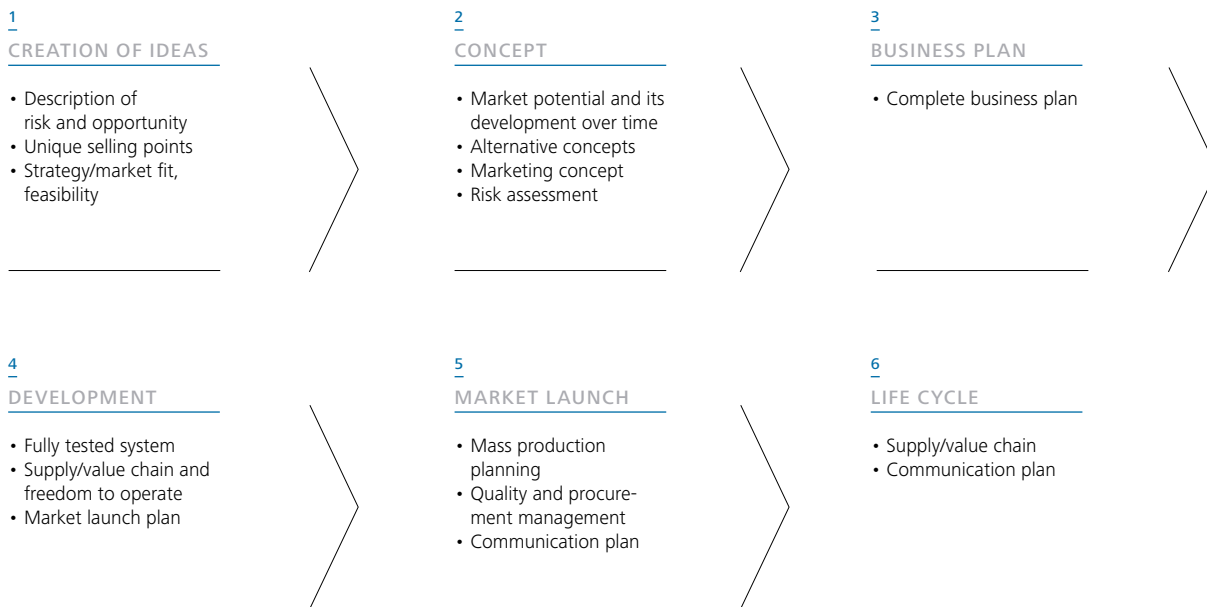 1
CREATION OF IDEAS
• Description of
risk and opportunity
• Unique selling points
• Strategy/market fit,
feasibility
2
CONCEPT
• Market potential and its
development over time
• Alternative concepts
• Marketing concept
• Risk assessment
3
BUSINESS PLAN
• Complete business plan
4
DEVELOPMENT
• Fully tested system
• Supply/value chain and
freedom to operate
• Market launch plan
5
MARKET LAUNCH
• Mass production
planning
• Quality and procure-
ment management
• Communication plan
6
LIFE CYCLE
• Supply/value chain
• Communication plan